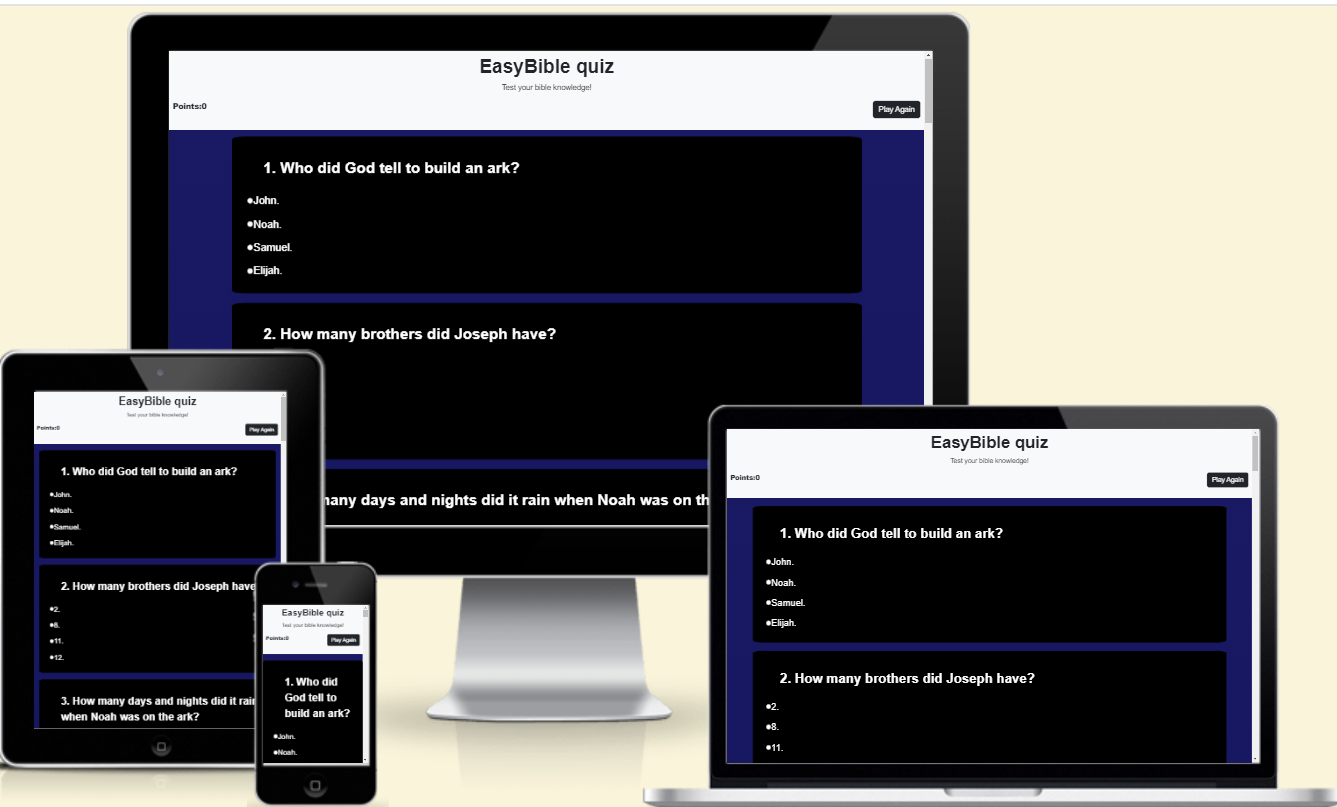 EasyBible quiz
Test your bible knowledge!
Points:0
Play Again
1. Who did God tell to build an ark?
●John.
●Noah.
●Samuel.
●Elijah.
2. How many brothers did Joseph have?
many days and nights did it rain when Noah was on th
EasyBible quiz
Test your bible knowledge!
Points:0
Play Again
1. Who did God tell to build an ark?
●John.
●Noah.
●Samuel.
●Elijah.
2. How many brothers did Joseph have
●2.
●8.
●11.
●12.
3. How many days and nights did it rain
when Noah was on the ark?
EasyBible quiz
Test your bible knowledge!
Points:0
Play Again
1. Who did
God tell to
build an ark?
●John.
●Noah.
EasyBible quiz
Test your bible knowledge!
Points:0
Play Again
1. Who did God tell to build an ark?
●John.
●Noah.
●Samuel.
●Elijah.
2. How many brothers did Joseph have?
●2.
●8.
●11.